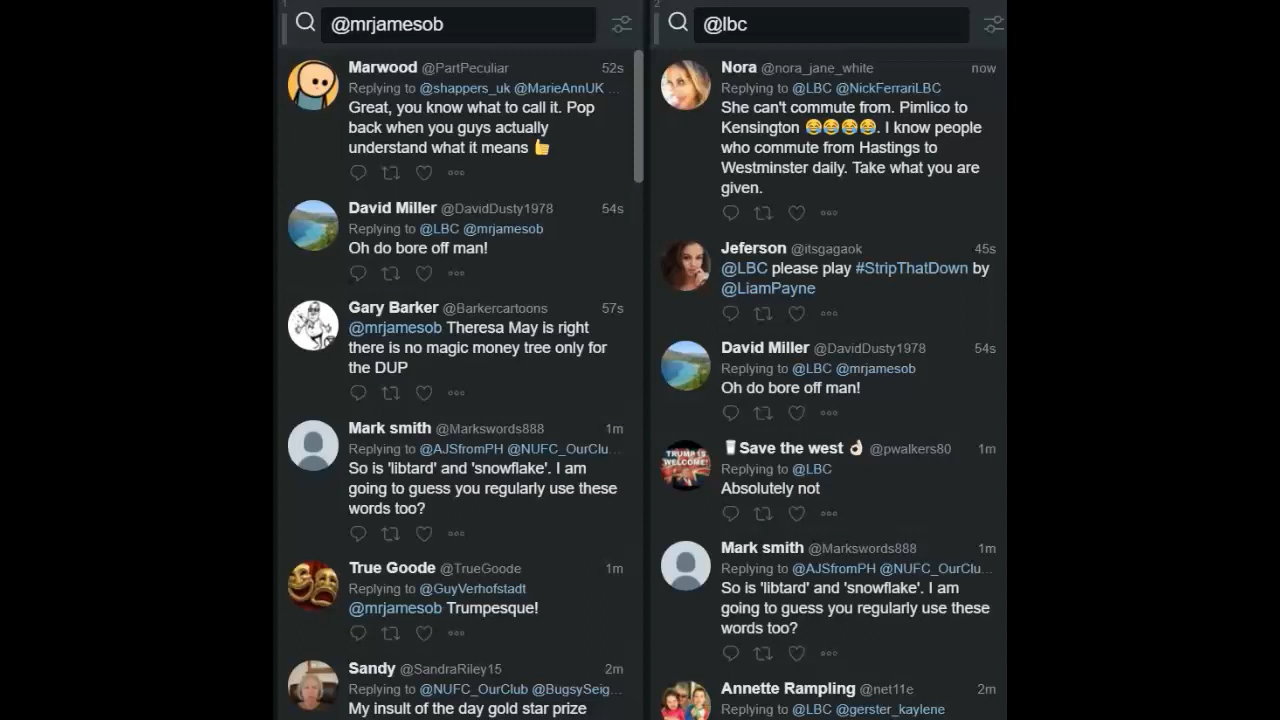 1
@mrjamesob
Marwood @PartPeculiar 52s
Replying to @shappers_uk @MarieAnnUK ...
Great, you know what to call it. Pop
back when you guys actually
understand what it means 👍
David Miller @DavidDusty1978 54s
Replying to @LBC @mrjamesob
Oh do bore off man!
Gary Barker @Barkercartoons 57s
@mrjamesob Theresa May is right
there is no magic money tree only for
the DUP
Mark smith @Markswords888 1m
Replying to @AJSfromPH @NUFC_OurClu...
So is 'libtard' and 'snowflake'. I am
going to guess you regularly use these
words too?
True Goode @TrueGoode 1m
Replying to @GuyVerhofstadt
@mrjamesob Trumpesque!
Sandy @SandraRiley15 2m
Replying to @NUFC_OurClub @BugsySeig...
My insult of the day gold star prize
2
@lbc
Nora @nora_jane_white now
Replying to @LBC @NickFerrariLBC
She can't commute from. Pimlico to
Kensington 😂😂😂😂. I know people
who commute from Hastings to
Westminster daily. Take what you are
given.
Jeferson @itsgagaok 45s
@LBC please play #StripThatDown by
@LiamPayne
David Miller @DavidDusty1978 54s
Replying to @LBC @mrjamesob
Oh do bore off man!
🥛Save the west 👌🏻 @pwalkers80 1m
Replying to @LBC
Absolutely not
TRUMP IS
WELCOME!
Mark smith @Markswords888 1m
Replying to @AJSfromPH @NUFC_OurClu...
So is 'libtard' and 'snowflake'. I am
going to guess you regularly use these
words too?
Annette Rampling @net11e 2m
Replying to @LBC @gerster_kaylene